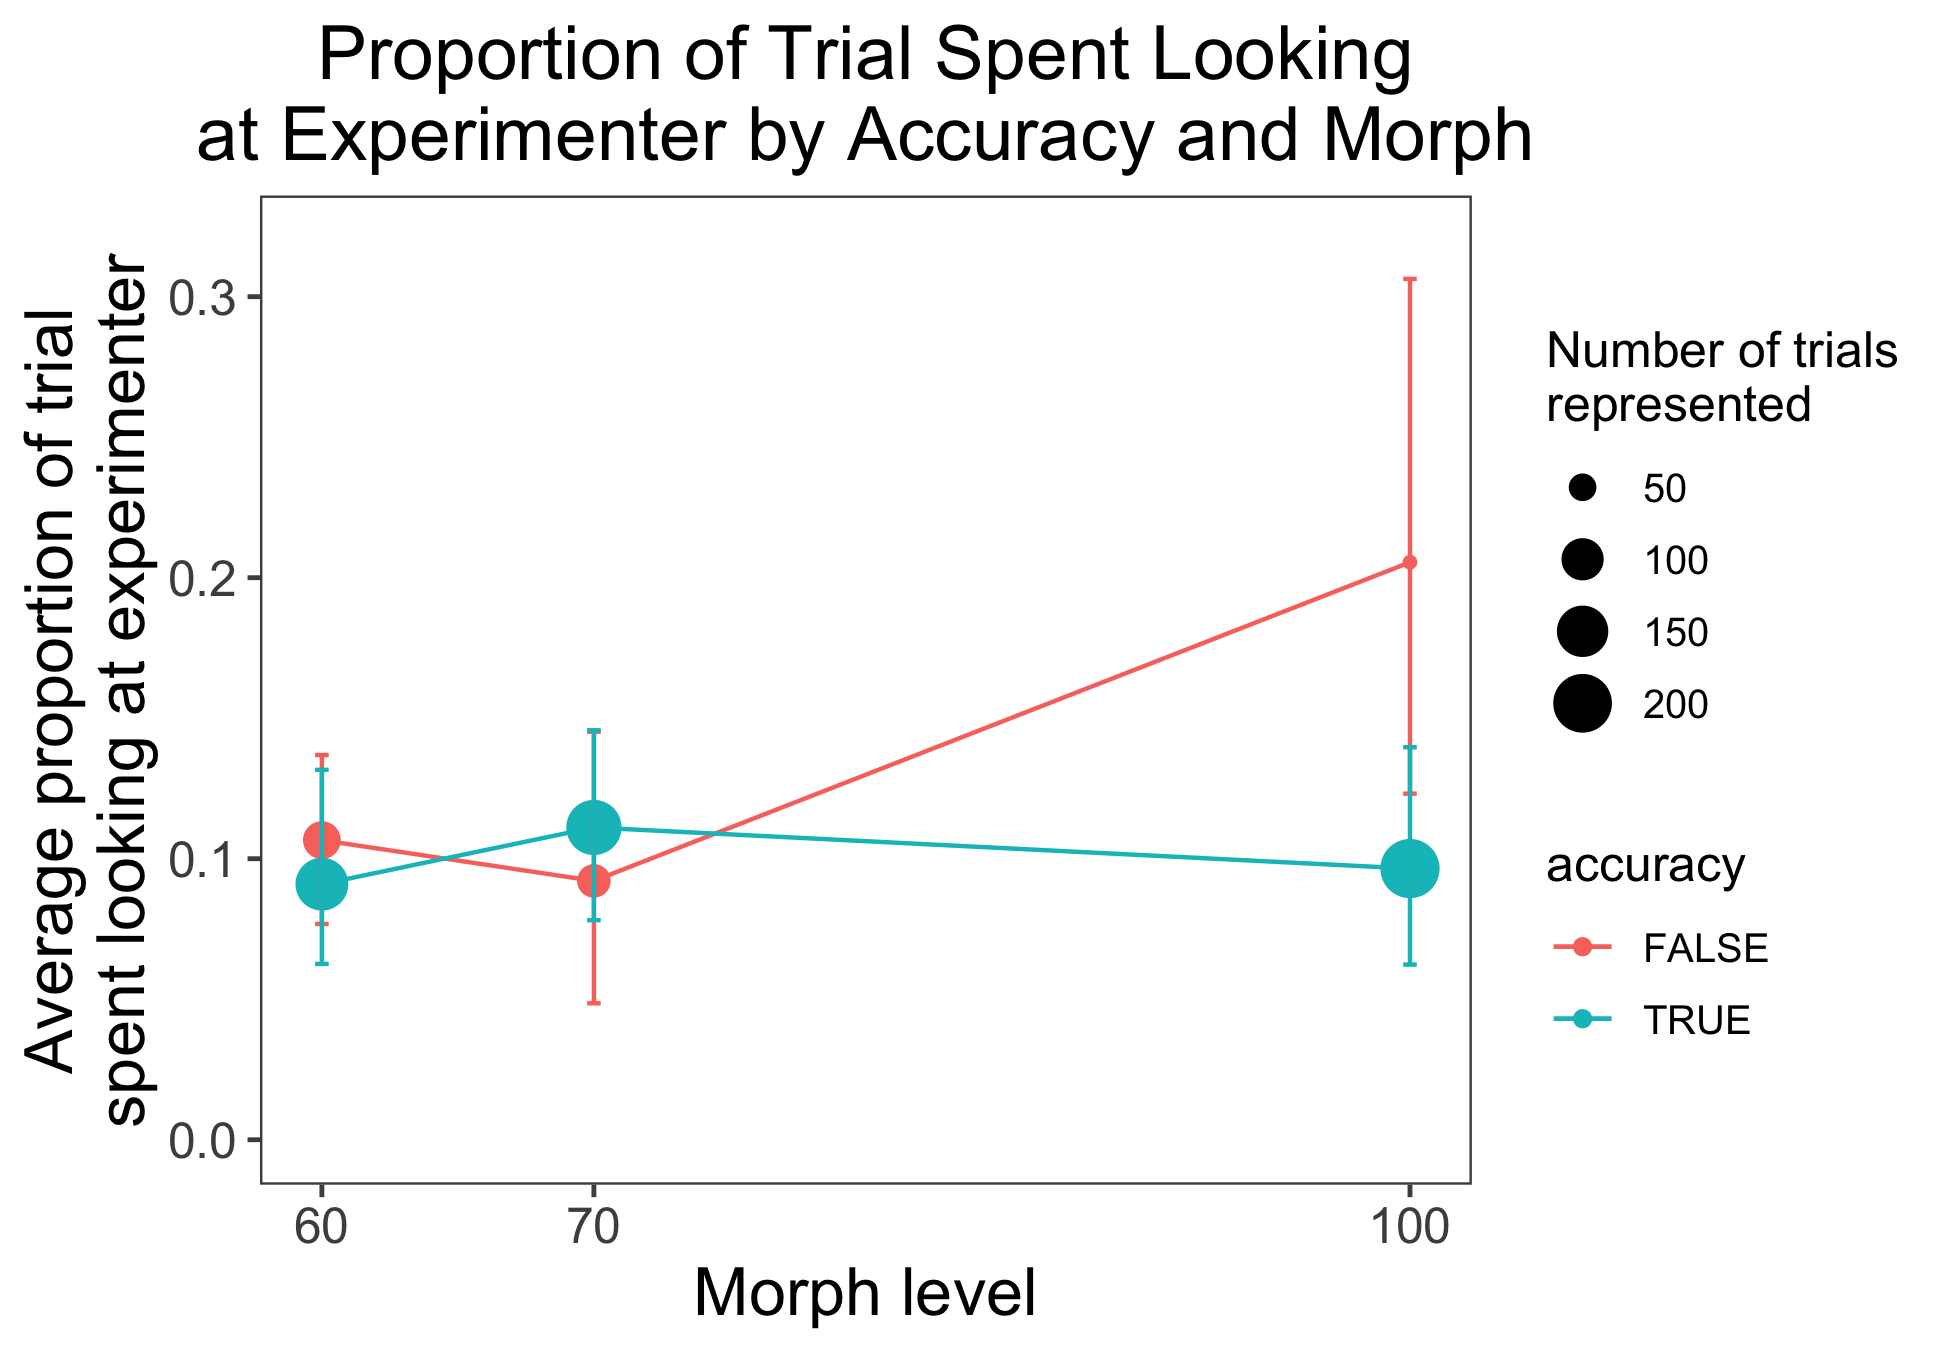 Proportion of Trial Spent Looking
at Experimenter by Accuracy and Morph
Average proportion of trial
spent looking at experimenter
0.3
0.2
0.1
0.0
60
70
100
Morph level
Number of trials
represented
50
100
150
200
accuracy
FALSE
TRUE